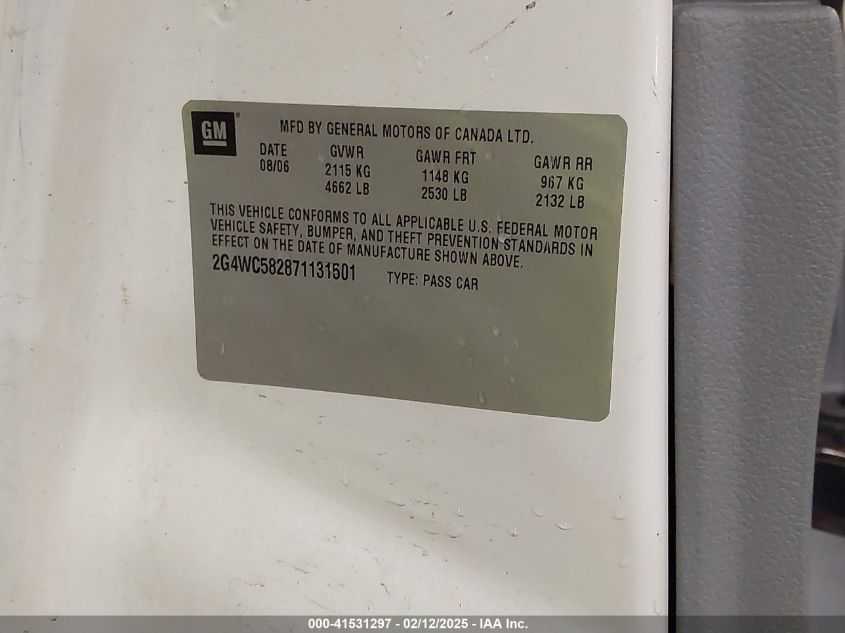 GM
MFD BY GENERAL MOTORS OF CANADA LTD.
DATE GVWR GAWR FRT GAWR RR
08/06 2115 KG 1148 KG 967 KG
4662 LB 2530 LB 2132 LB
THIS VEHICLE CONFORMS TO ALL APPLICABLE U.S. FEDERAL MOTOR
VEHICLE SAFETY, BUMPER, AND THEFT PREVENTION STANDARDS IN
EFFECT ON THE DATE OF MANUFACTURE SHOWN ABOVE.
2G4WC582871131501 TYPE: PASS CAR
000-41531297 - 02/12/2025 - IAA Inc.